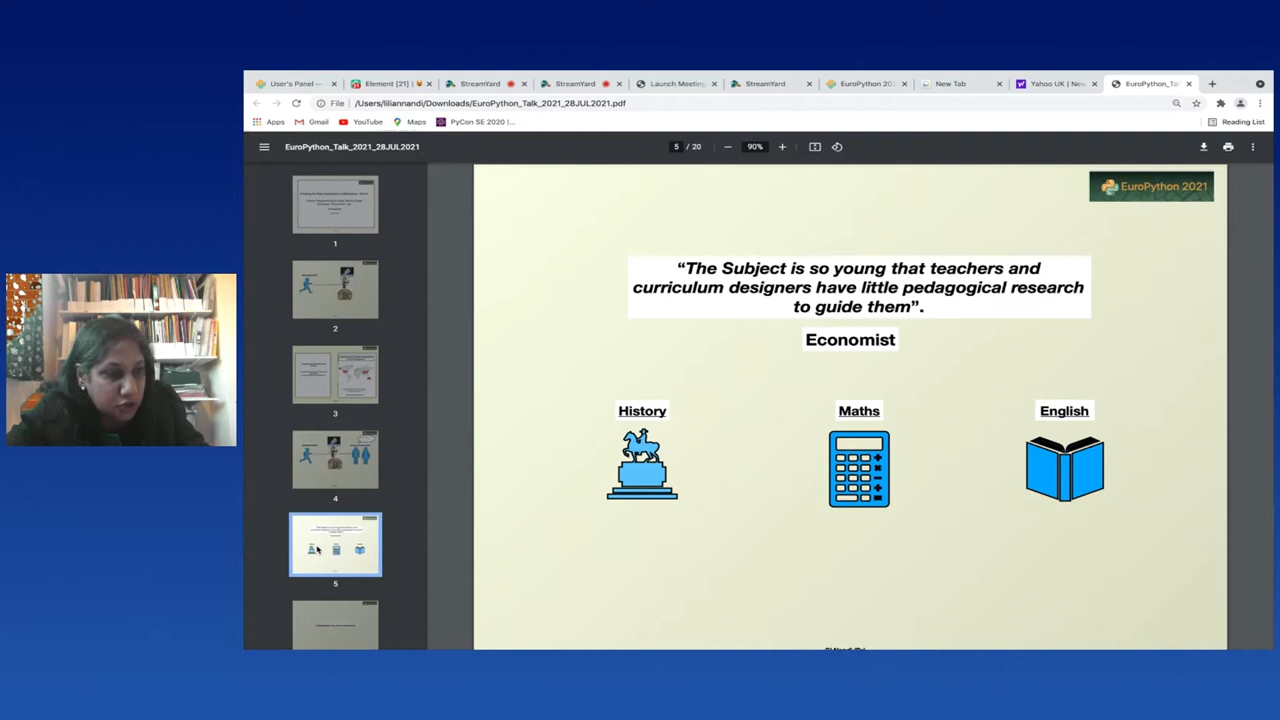 User's Panel —
Element [21] |
StreamYard
StreamYard
Launch Meeting
StreamYard
EuroPython 202
New Tab
Yahoo UK | New
EuroPython_Ta
File
/Users/liliannandi/Downloads/EuroPython_Talk_2021_28JUL2021.pdf
Apps
Gmail
YouTube
Maps
PyCon SE 2020 |...
Reading List
EuroPython_Talk_2021_28JUL2021
5 / 20
90%
EuroPython 2021
“The Subject is so young that teachers and
curriculum designers have little pedagogical research
to guide them”.
Economist
History
Maths
English
1
2
3
4
5